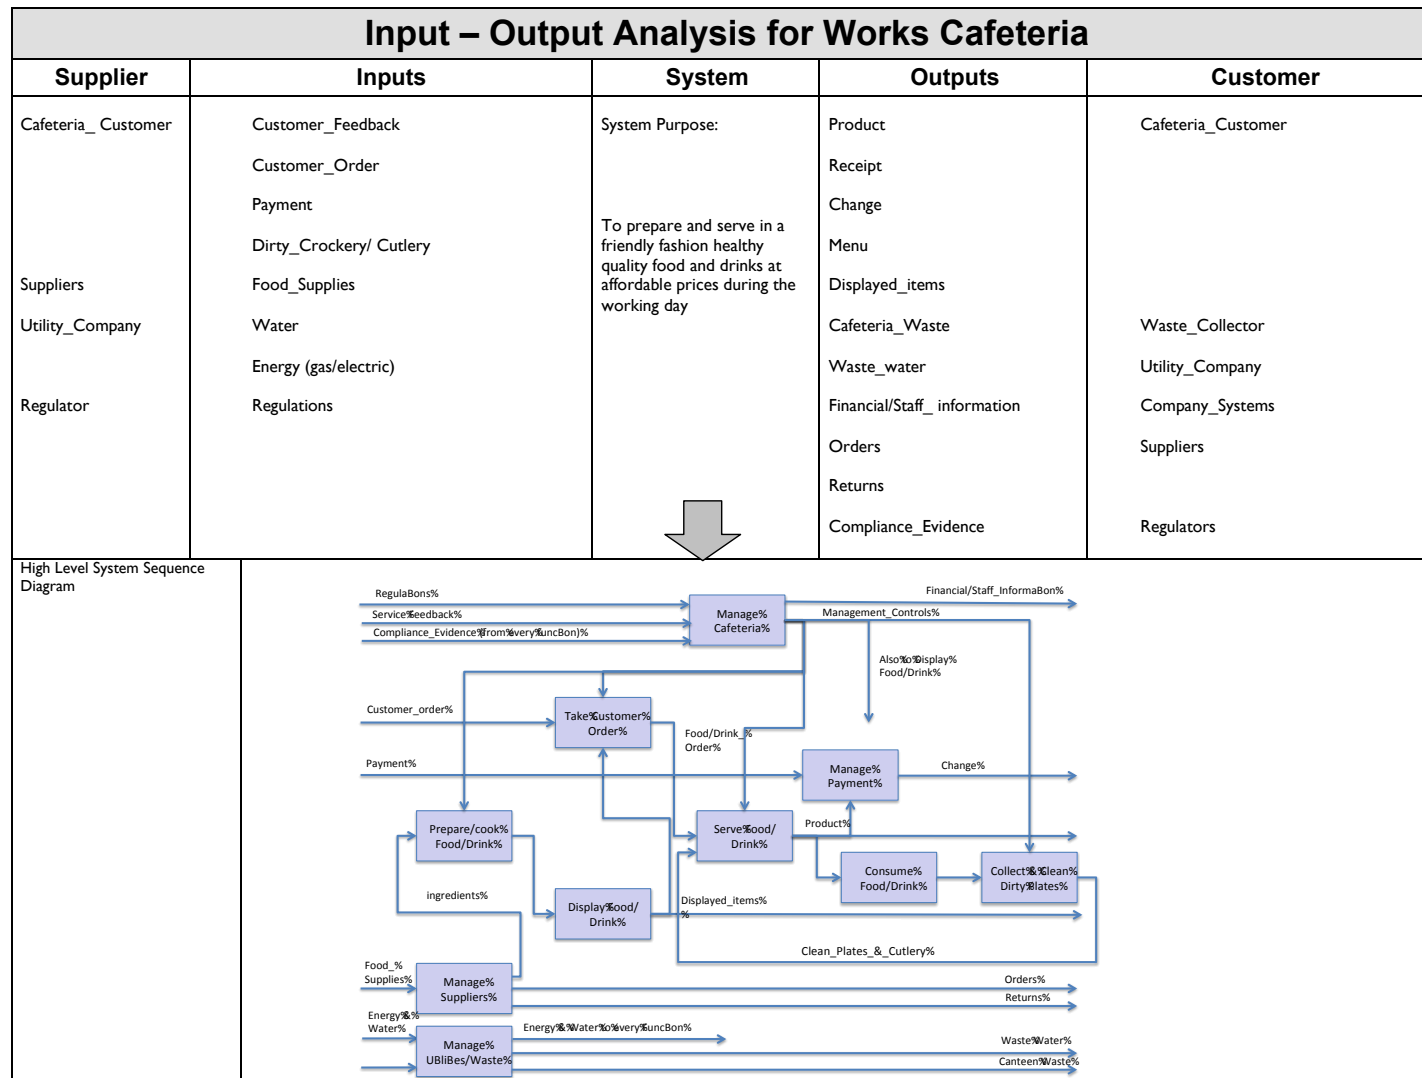 Input – Output Analysis for Works Cafeteria
Supplier
Inputs
System
Outputs
Customer
Cafeteria_ Customer
Customer_Feedback
System Purpose:
Product
Cafeteria_Customer
Customer_Order
Receipt
Payment
Change
To prepare and serve in a
friendly fashion healthy
quality food and drinks at
affordable prices during the
working day
Dirty_Crockery/ Cutlery
Menu
Suppliers
Food_Supplies
Displayed_items
Utility_Company
Water
Cafeteria_Waste
Waste_Collector
Energy (gas/electric)
Waste_water
Utility_Company
Regulator
Regulations
Financial/Staff_ information
Company_Systems
Orders
Suppliers
Returns
Compliance_Evidence
Regulators
High Level System Sequence
Diagram
RegulaBons%
Service%Feedback%
Compliance_Evidence%(from%every%funcBon)%
Manage%
Cafeteria%
Financial/Staff_InformaBon%
Management_Controls%
Also%to%Display%
Food/Drink%
Customer_order%
Take%Customer%
Order%
Food/Drink_%
Order%
Payment%
Manage%
Payment%
Change%
Prepare/cook%
Food/Drink%
Serve%Food/
Drink%
Product%
Consume%
Food/Drink%
Collect%&%Clean%
Dirty%Plates%
ingredients%
Display%Food/
Drink%
Displayed_items%
%
Clean_Plates_&_Cutlery%
Food_%
Supplies%
Manage%
Suppliers%
Orders%
Returns%
Energy%&%
Water%
Manage%
UBliBes/Waste%
Energy%&%Water%to%every%funcBon%
Waste%Water%
Canteen%Waste%